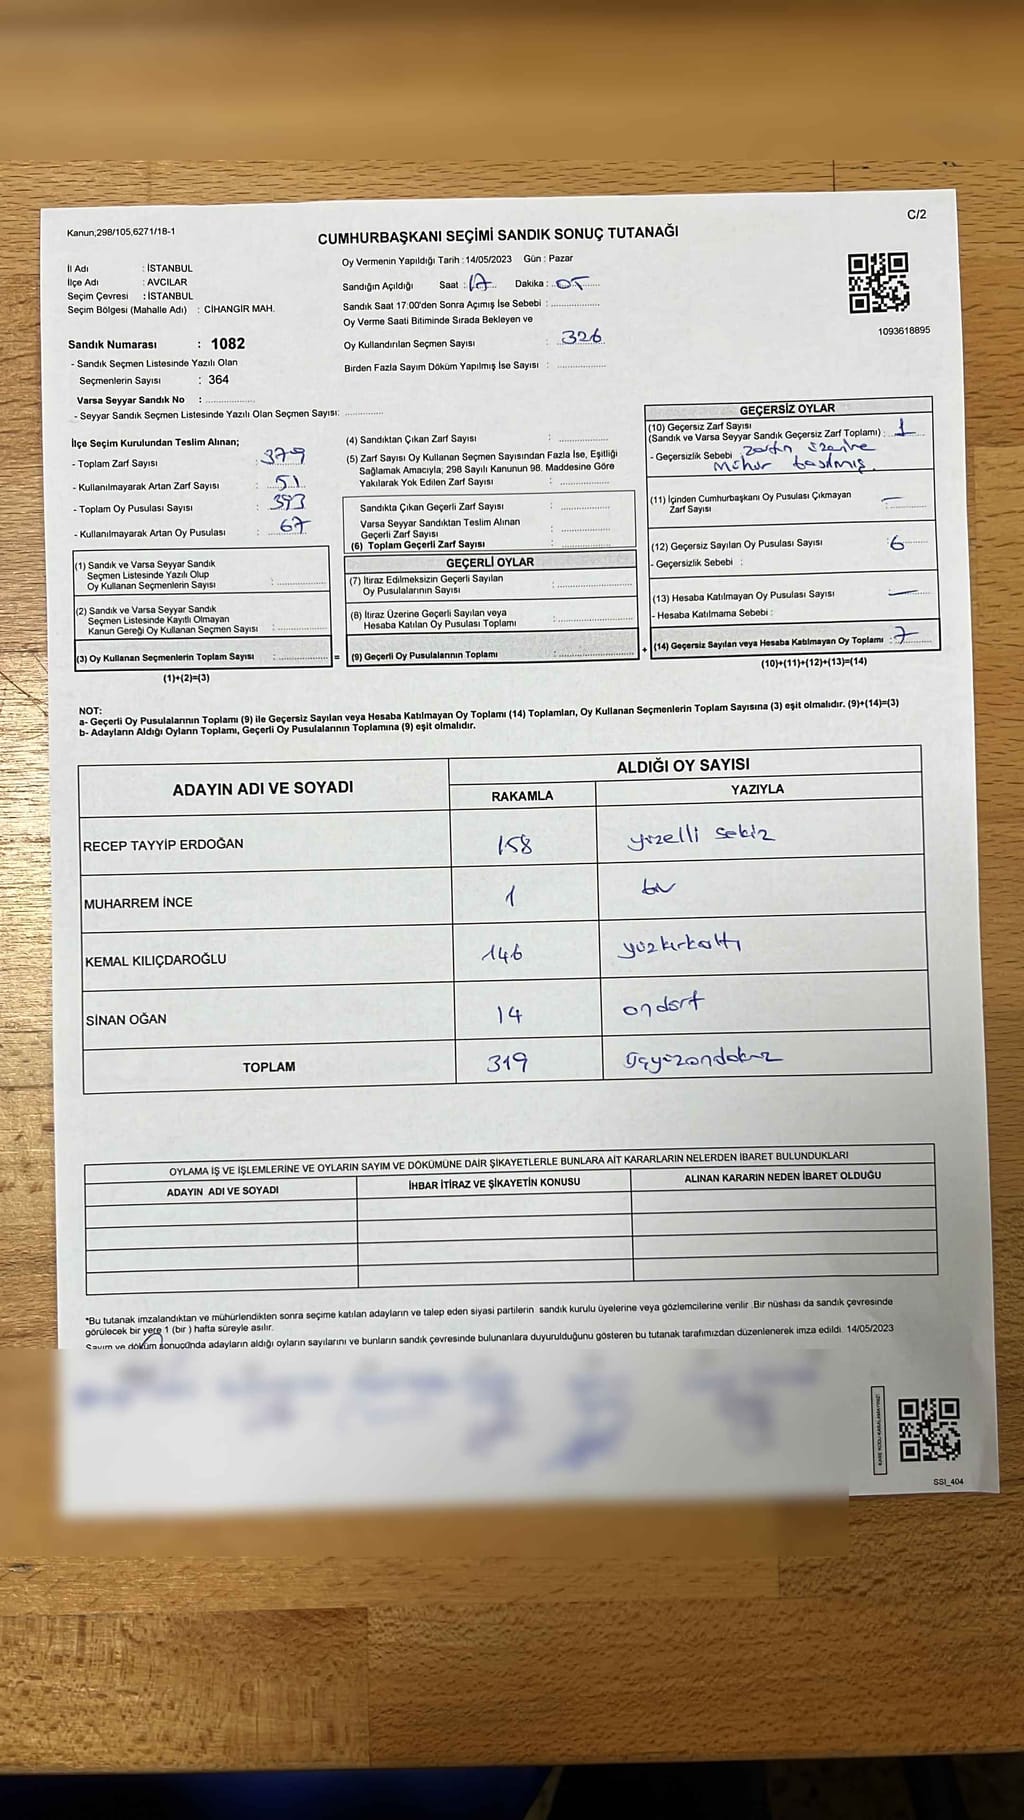 Kanun,298/105,6271/18-1
C/2
CUMHURBAŞKANI SEÇİMİ SANDIK SONUÇ TUTANAĞI
İl Adı : İSTANBUL
İlçe Adı : AVCILAR
Seçim Çevresi : İSTANBUL
Seçim Bölgesi (Mahalle Adı) : CİHANGİR MAH.
Sandık Numarası : 1082
- Sandık Seçmen Listesinde Yazılı Olan
Seçmenlerin Sayısı : 364
Varsa Seyyar Sandık No :
- Seyyar Sandık Seçmen Listesinde Yazılı Olan Seçmen Sayısı:
Oy Vermenin Yapıldığı Tarih :14/05/2023 Gün : Pazar
Sandığın Açıldığı Saat : 17 Dakika : 05
Sandık Saat 17:00'den Sonra Açımış İse Sebebi :
Oy Verme Saati Bitiminde Sırada Bekleyen ve
Oy Kullandırılan Seçmen Sayısı : 326
Birden Fazla Sayım Döküm Yapılmış İse Sayısı :
1093618895
İlçe Seçim Kurulundan Teslim Alınan;
- Toplam Zarf Sayısı : 379
- Kullanılmayarak Artan Zarf Sayısı : 51
- Toplam Oy Pusulası Sayısı : 393
- Kullanılmayarak Artan Oy Pusulası : 67
(1) Sandık ve Varsa Seyyar Sandık
Seçmen Listesinde Yazılı Olup
Oy Kullanan Seçmenlerin Sayısı :
(2) Sandık ve Varsa Seyyar Sandık
Seçmen Listesinde Kayıtlı Olmayan
Kanun Gereği Oy Kullanan Seçmen Sayısı :
(3) Oy Kullanan Seçmenlerin Toplam Sayısı :
(1)+(2)=(3)
(4) Sandıktan Çıkan Zarf Sayısı :
(5) Zarf Sayısı Oy Kullanan Seçmen Sayısından Fazla İse, Eşitliği
Sağlamak Amacıyla; 298 Sayılı Kanunun 98. Maddesine Göre
Yakılarak Yok Edilen Zarf Sayısı :
Sandıkta Çıkan Geçerli Zarf Sayısı :
Varsa Seyyar Sandıktan Teslim Alınan
Geçerli Zarf Sayısı :
(6) Toplam Geçerli Zarf Sayısı :
GEÇERLİ OYLAR
(7) İtiraz Edilmeksizin Geçerli Sayılan
Oy Pusulalarının Sayısı :
(8) İtiraz Üzerine Geçerli Sayılan veya
Hesaba Katılan Oy Pusulası Toplamı :
= (9) Geçerli Oy Pusulalarının Toplamı :
GEÇERSİZ OYLAR
(10) Geçersiz Zarf Sayısı
(Sandık ve Varsa Seyyar Sandık Geçersiz Zarf Toplamı) : 1
- Geçersizlik Sebebi : zarfın üzerine
mühür basılmış.
(11) İçinden Cumhurbaşkanı Oy Pusulası Çıkmayan
Zarf Sayısı : —
(12) Geçersiz Sayılan Oy Pusulası Sayısı : 6
- Geçersizlik Sebebi :
(13) Hesaba Katılmayan Oy Pusulası Sayısı : —
- Hesaba Katılmama Sebebi :
+ (14) Geçersiz Sayılan veya Hesaba Katılmayan Oy Toplamı : 7
(10)+(11)+(12)+(13)=(14)
NOT:
a- Geçerli Oy Pusulalarının Toplamı (9) ile Geçersiz Sayılan veya Hesaba Katılmayan Oy Toplamı (14) Toplamları, Oy Kullanan Seçmenlerin Toplam Sayısına (3) eşit olmalıdır. (9)+(14)=(3)
b- Adayların Aldığı Oyların Toplamı, Geçerli Oy Pusulalarının Toplamına (9) eşit olmalıdır.
ADAYIN ADI VE SOYADI
ALDIĞI OY SAYISI
RAKAMLA YAZIYLA
RECEP TAYYİP ERDOĞAN 158 yüzelli sekiz
MUHARREM İNCE 1 bir
KEMAL KILIÇDAROĞLU 146 yüzkırkaltı
SİNAN OĞAN 14 ondört
TOPLAM 319 üçyüzondokuz
OYLAMA İŞ VE İŞLEMLERİNE VE OYLARIN SAYIM VE DÖKÜMÜNE DAİR ŞİKAYETLERLE BUNLARA AİT KARARLARIN NELERDEN İBARET BULUNDUKLARI
ADAYIN ADI VE SOYADI İHBAR İTİRAZ VE ŞİKAYETİN KONUSU ALINAN KARARIN NEDEN İBARET OLDUĞU
*Bu tutanak imzalandıktan ve mühürlendikten sonra seçime katılan adayların ve talep eden siyasi partilerin sandık kurulu üyelerine veya gözlemcilerine verilir .Bir nüshası da sandık çevresinde
görülecek bir yere 1 (bir ) hafta süreyle asılır.
Sayım ve döküm sonucunda adayların aldığı oyların sayılarını ve bunların sandık çevresinde bulunanlara duyurulduğunu gösteren bu tutanak tarafımızdan düzenlenerek imza edildi. 14/05/2023
KARE KODU KARALAMAYINIZ!
SSI_404